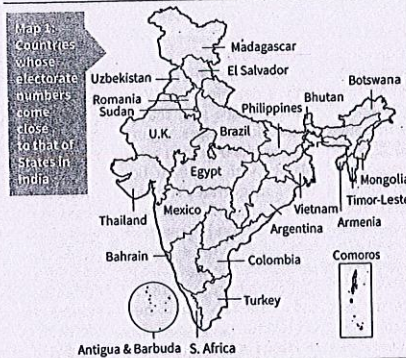 Map 1:
Countries
whose
electorate
numbers
come
close
to that of
States in
India
Madagascar
El Salvador
Uzbekistan
Botswana
Romania
Bhutan
Sudan
Philippines
U.K.
Brazil
Egypt
Mongolia
Timor-Leste
Thailand
Mexico
Vietnam
Armenia
Argentina
Bahrain
Colombia
Comoros
Turkey
Antigua & Barbuda
S. Africa